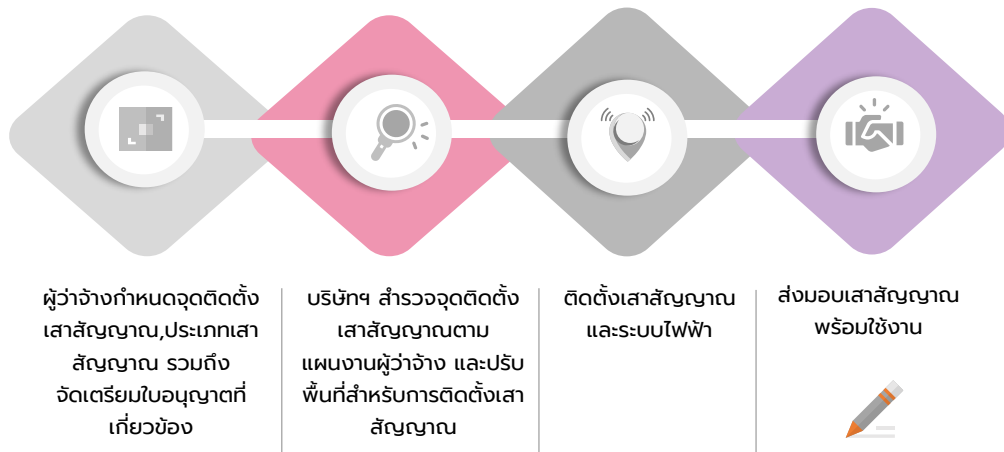 ผู้ว่าจ้างกำหนดจุดติดตั้ง
เสาสัญญาณ,ประเภทเสา
สัญญาณ รวมถึง
จัดเตรียมใบอนุญาตที่
เกี่ยวข้อง
บริษัทฯ สำรวจจุดติดตั้ง
เสาสัญญาณตาม
แผนงานผู้ว่าจ้าง และปรับ
พื้นที่สำหรับการติดตั้งเสา
สัญญาณ
ติดตั้งเสาสัญญาณ
และระบบไฟฟ้า
ส่งมอบเสาสัญญาณ
พร้อมใช้งาน